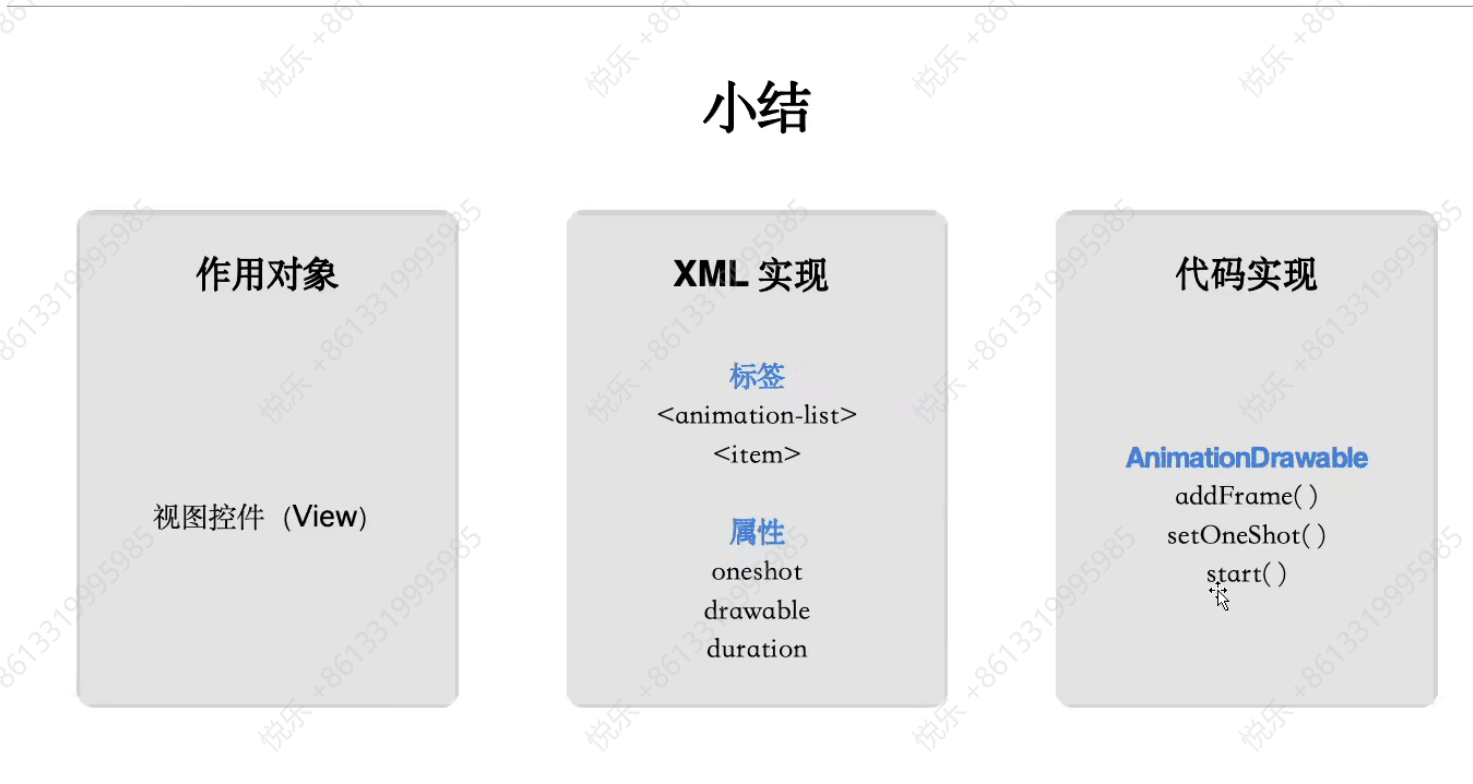 小结
作用对象
视图控件（View）
XML 实现
标签
<animation-list>
<item>
属性
oneshot
drawable
duration
代码实现
AnimationDrawable
addFrame( )
setOneShot( )
start( )
悦乐 +8613319995985